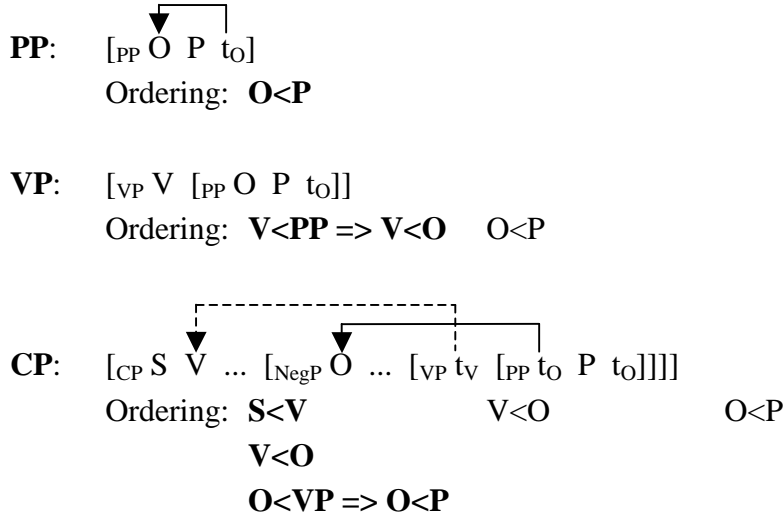 PP: [PP O P tO]
Ordering: O<P
VP: [VP V [PP O P tO]]
Ordering: V<PP => V<O O<P
CP: [CP S V ... [NegP O ... [VP tV [PP tO P tO]]]]
Ordering: S<V V<O O<P
V<O
O<VP => O<P